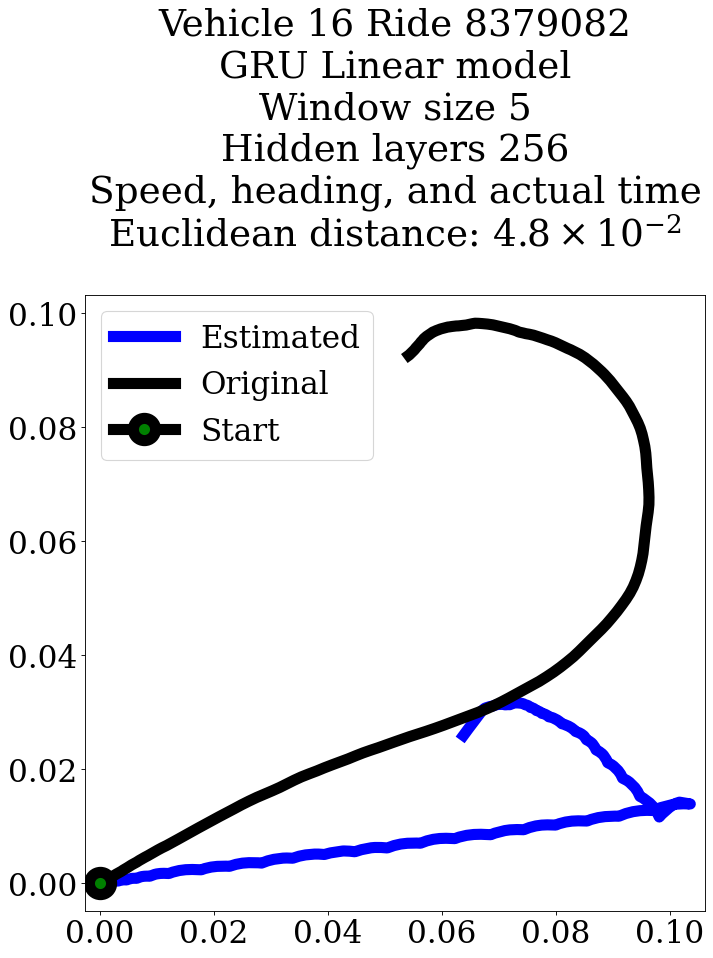 Vehicle 16 Ride 8379082
GRU Linear model
Window size 5
Hidden layers 256
Speed, heading, and actual time
Euclidean distance: 4.8 × 10⁻²
Estimated
Original
Start
0.10
0.08
0.06
0.04
0.02
0.00
0.00 0.02 0.04 0.06 0.08 0.10